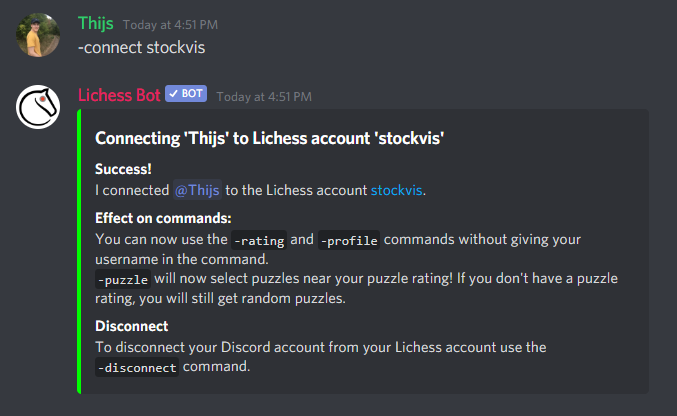 Thijs Today at 4:51 PM
-connect stockvis
Lichess Bot ✓ BOT Today at 4:51 PM
Connecting 'Thijs' to Lichess account 'stockvis'
Success!
I connected @Thijs to the Lichess account stockvis.
Effect on commands:
You can now use the -rating and -profile commands without giving your
username in the command.
-puzzle will now select puzzles near your puzzle rating! If you don't have a puzzle
rating, you will still get random puzzles.
Disconnect
To disconnect your Discord account from your Lichess account use the
-disconnect command.